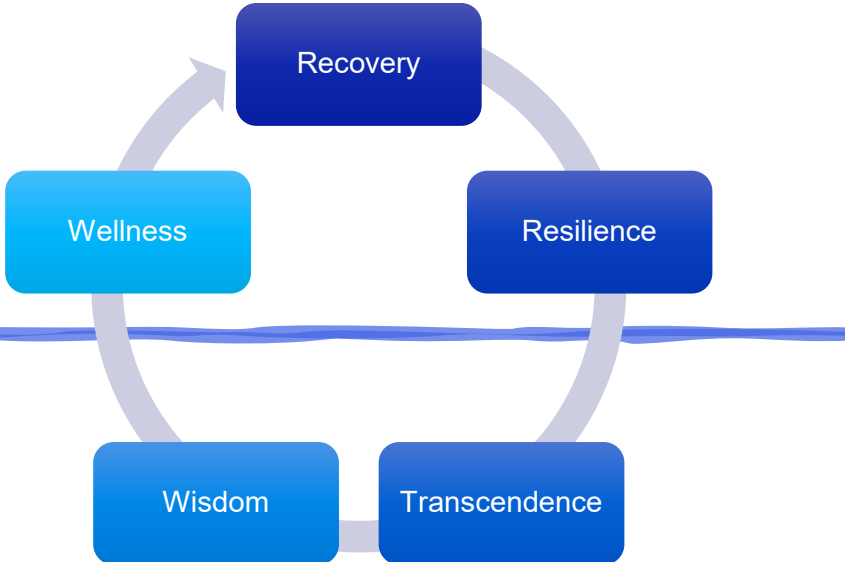 Recovery
Resilience
Transcendence
Wisdom
Wellness